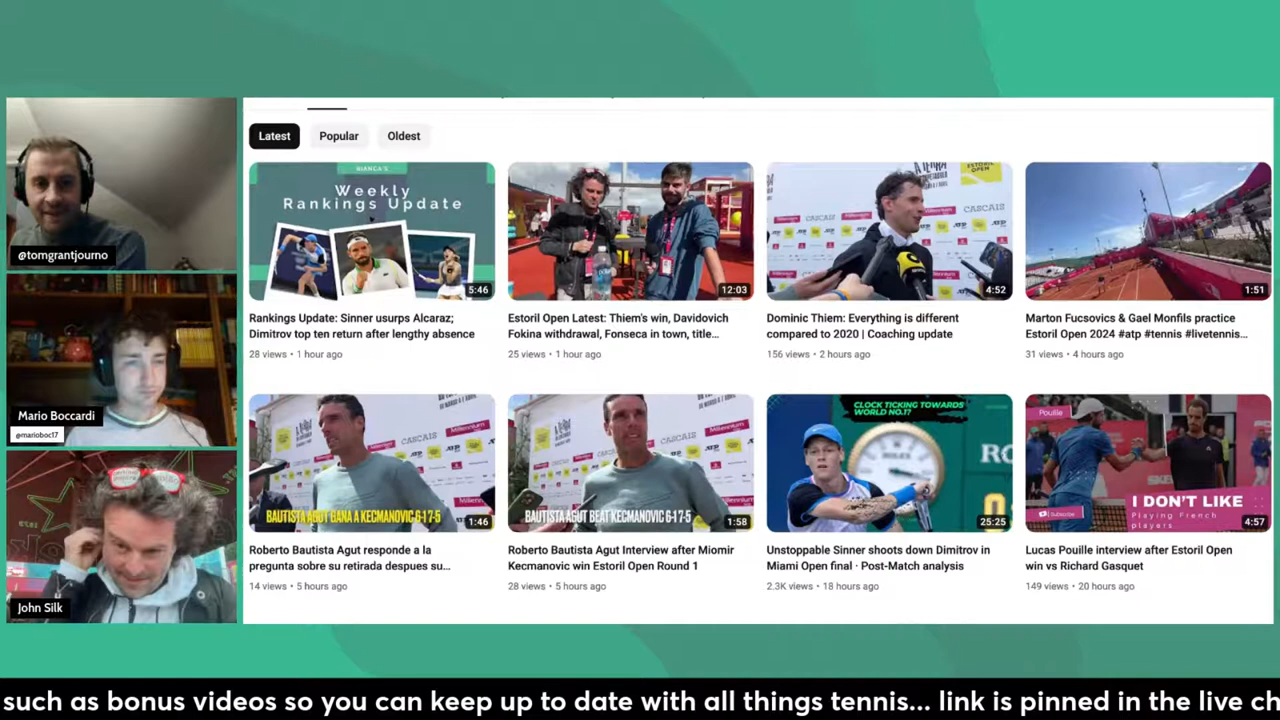 Latest
Popular
Oldest
BIANCA'S
Weekly
Rankings Update
5:46
12:03
ESTORIL
OPEN
CASCAIS
4:52
1:51
@tomgrantjourno
Rankings Update: Sinner usurps Alcaraz;
Dimitrov top ten return after lengthy absence
28 views • 1 hour ago
Estoril Open Latest: Thiem's win, Davidovich
Fokina withdrawal, Fonseca in town, title...
25 views • 1 hour ago
Dominic Thiem: Everything is different
compared to 2020 | Coaching update
156 views • 2 hours ago
Marton Fucsovics & Gael Monfils practice
Estoril Open 2024 #atp #tennis #livetennis...
31 views • 4 hours ago
Mario Boccardi
@marioboc17
CASCAIS
Millennium
BAUTISTA AGUT GANA A KECMANOVIC 6-1 7-5
1:46
CASCAIS
Millennium
BAUTISTA AGUT BEAT KECMANOVIC 6-1 7-5
1:58
CLOCK TICKING TOWARDS
WORLD NO.1?
ROLEX
RO
25:25
Pouille
I DON'T LIKE
Playing French
players.
Subscribe
4:57
Roberto Bautista Agut responde a la
pregunta sobre su retirada despues su...
14 views • 5 hours ago
Roberto Bautista Agut Interview after Miomir
Kecmanovic win Estoril Open Round 1
28 views • 5 hours ago
Unstoppable Sinner shoots down Dimitrov in
Miami Open final · Post-Match analysis
2.3K views • 18 hours ago
Lucas Pouille interview after Estoril Open
win vs Richard Gasquet
149 views • 20 hours ago
John Silk
such as bonus videos so you can keep up to date with all things tennis... link is pinned in the live ch